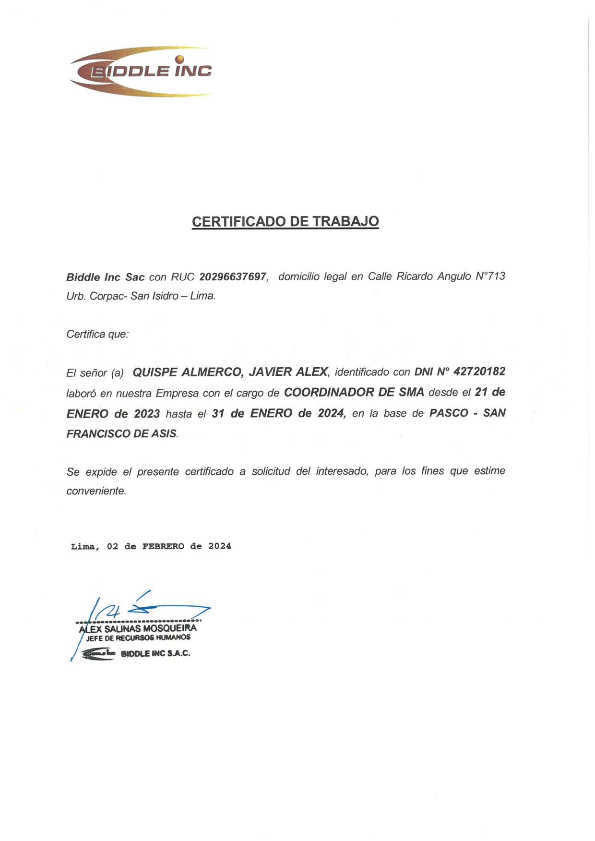 BIDDLE iNC
CERTIFICADO DE TRABAJO
Biddle Inc Sac con RUC 20296637697, domicilio legal en Calle Ricardo Angulo N°713
Urb. Corpac- San Isidro – Lima.
Certifica que:
El señor (a) QUISPE ALMERCO, JAVIER ALEX, identificado con DNI N° 42720182
laboró en nuestra Empresa con el cargo de COORDINADOR DE SMA desde el 21 de
ENERO de 2023 hasta el 31 de ENERO de 2024, en la base de PASCO - SAN
FRANCISCO DE ASIS.
Se expide el presente certificado a solicitud del interesado, para los fines que estime
conveniente.
Lima, 02 de FEBRERO de 2024
ALEX SALINAS MOSQUEIRA
JEFE DE RECURSOS HUMANOS
BIDDLE INC S.A.C.